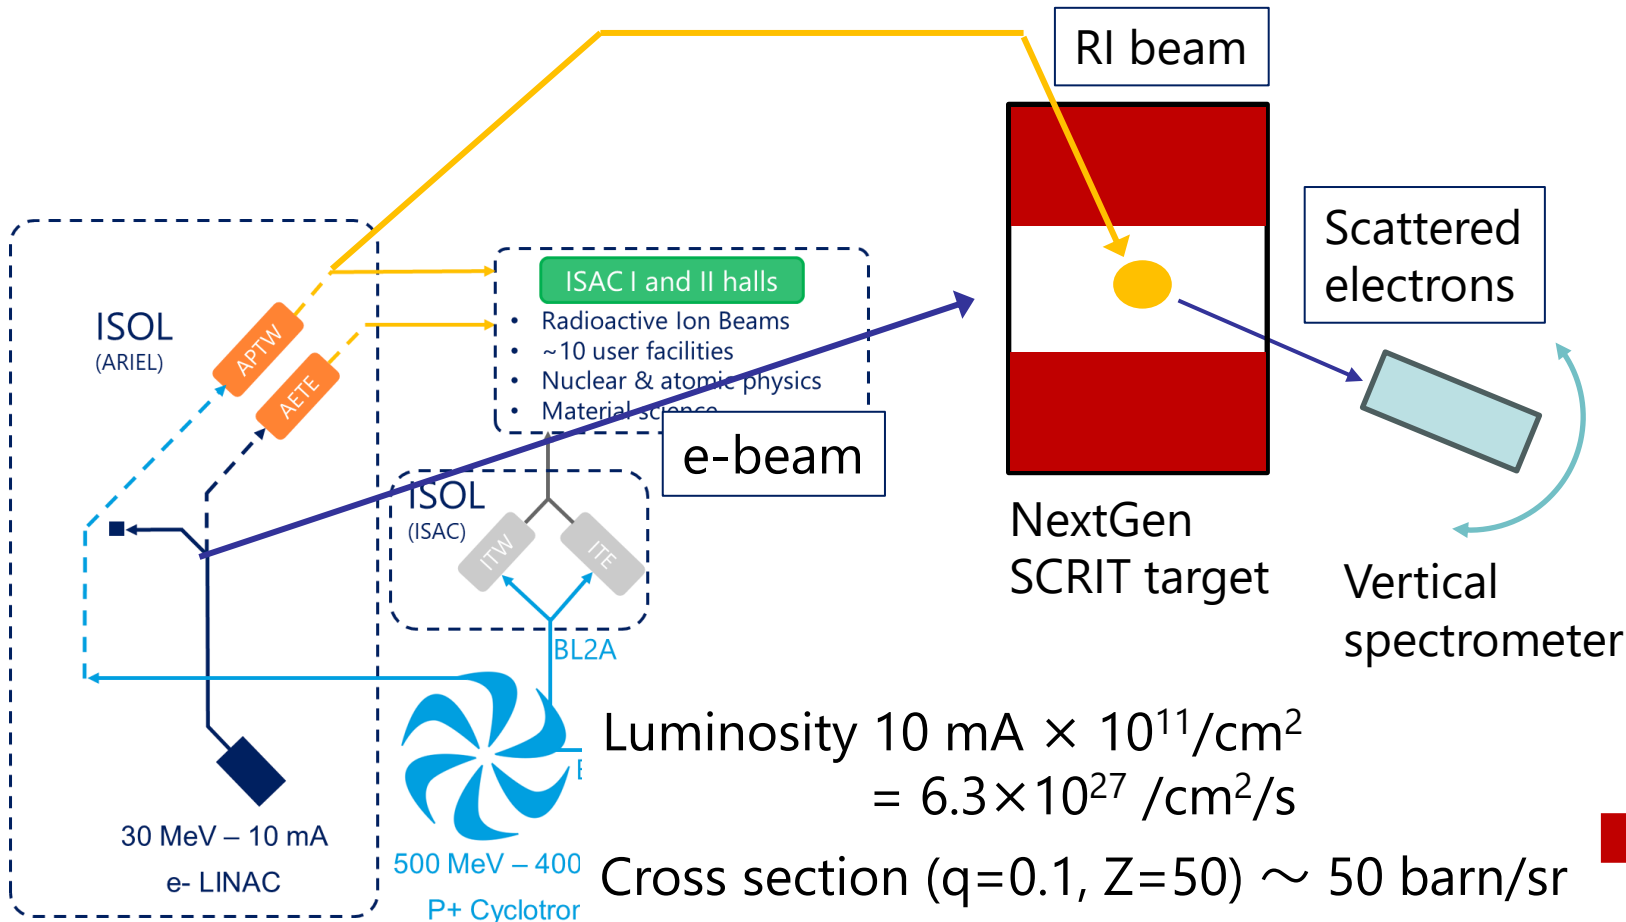 RI beam
Scattered
electrons
ISAC I and II halls
• Radioactive Ion Beams
• ~10 user facilities
• Nuclear & atomic physics
• Material science
ISOL
(ARIEL)
APTW
AETE
e-beam
ISOL
(ISAC)
ITW
ITE
BL2A
NextGen
SCRIT target
Vertical
spectrometer
Luminosity 10 mA × 10¹¹/cm²
= 6.3×10²⁷ /cm²/s
30 MeV – 10 mA
e- LINAC
500 MeV – 400
P+ Cyclotron
Cross section (q=0.1, Z=50) ～ 50 barn/sr